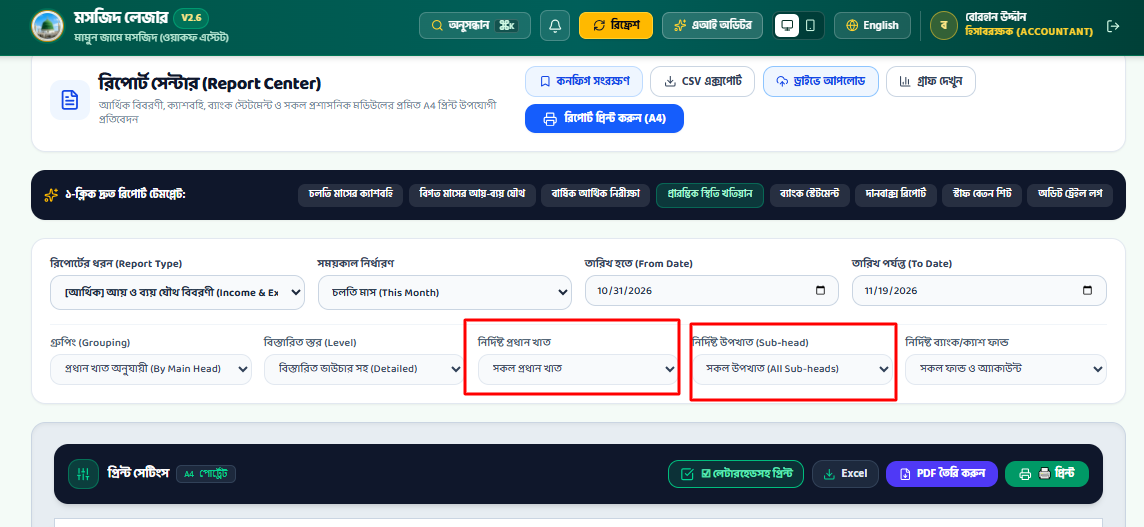 মসজিদ লেজার V2.6
মামুন জামে মসজিদ (ওয়াকফ এস্টেট)
অনুসন্ধান ⌘K
রিফ্রেশ
এআই অডিটর
English
ব
বোরহান উদ্দীন
হিসাবরক্ষক (ACCOUNTANT)
রিপোর্ট সেন্টার (Report Center)
আর্থিক বিবরণী, ক্যাশবহি, ব্যাংক স্টেটমেন্ট ও সকল প্রশাসনিক মডিউলের প্রমিত A4 প্রিন্ট উপযোগী
প্রতিবেদন
কনফিগ সংরক্ষণ
CSV এক্সপোর্ট
ড্রাইভে আপলোড
গ্রাফ দেখুন
রিপোর্ট প্রিন্ট করুন (A4)
১-ক্লিক দ্রুত রিপোর্ট টেমপ্লেট:
চলতি মাসের ক্যাশবহি
বিগত মাসের আয়-ব্যয় যৌথ
বার্ষিক আর্থিক নিরীক্ষা
প্রারম্ভিক স্থিতি খতিয়ান
ব্যাংক স্টেটমেন্ট
দানবাক্স রিপোর্ট
স্টাফ বেতন শিট
অডিট ট্রেইল লগ
রিপোর্টের ধরন (Report Type)
সময়কাল নির্ধারণ
তারিখ হতে (From Date)
তারিখ পর্যন্ত (To Date)
[আর্থিক] আয় ও ব্যয় যৌথ বিবরণী (Income & Ex
চলতি মাস (This Month)
10/31/2026
11/19/2026
গ্রুপিং (Grouping)
বিস্তারিত স্তর (Level)
নির্দিষ্ট প্রধান খাত
নির্দিষ্ট উপখাত (Sub-head)
নির্দিষ্ট ব্যাংক/ক্যাশ ফান্ড
প্রধান খাত অনুযায়ী (By Main Head)
বিস্তারিত ভাউচার সহ (Detailed)
সকল প্রধান খাত
সকল উপখাত (All Sub-heads)
সকল ফান্ড ও অ্যাকাউন্ট
প্রিন্ট সেটিংস
A4 পোর্ট্রেট
☑ লেটারহেডসহ প্রিন্ট
Excel
PDF তৈরি করুন
🖨 প্রিন্ট